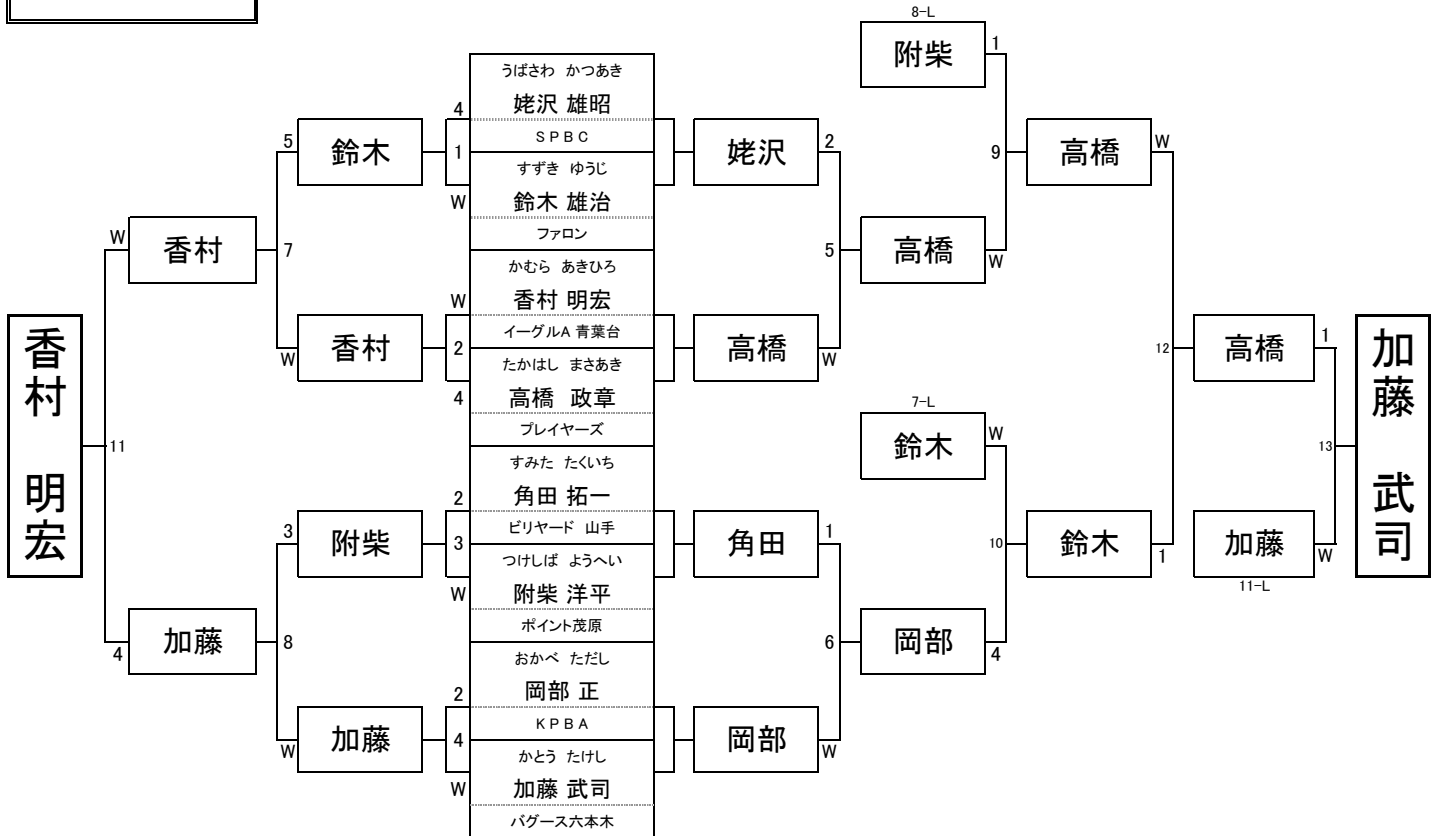 香村 明宏
11
W
4
香村
加藤
7
8
5
W
3
W
鈴木
香村
附柴
加藤
4
1
W
W
2
4
2
3
W
2
4
W
うばさわ かつあき
姥沢 雄昭
SPBC
すずき ゆうじ
鈴木 雄治
ファロン
かむら あきひろ
香村 明宏
イーグルA 青葉台
たかはし まさあき
高橋 政章
プレイヤーズ
すみた たくいち
角田 拓一
ビリヤード 山手
つけしば ようへい
附柴 洋平
ポイント茂原
おかべ ただし
岡部 正
KPBA
かとう たけし
加藤 武司
バグース六本木
姥沢
高橋
角田
岡部
2
5
W
1
6
W
8-L
附柴
高橋
7-L
鈴木
岡部
1
9
W
W
10
4
高橋
鈴木
W
12
1
高橋
加藤
11-L
1
13
W
加藤 武司